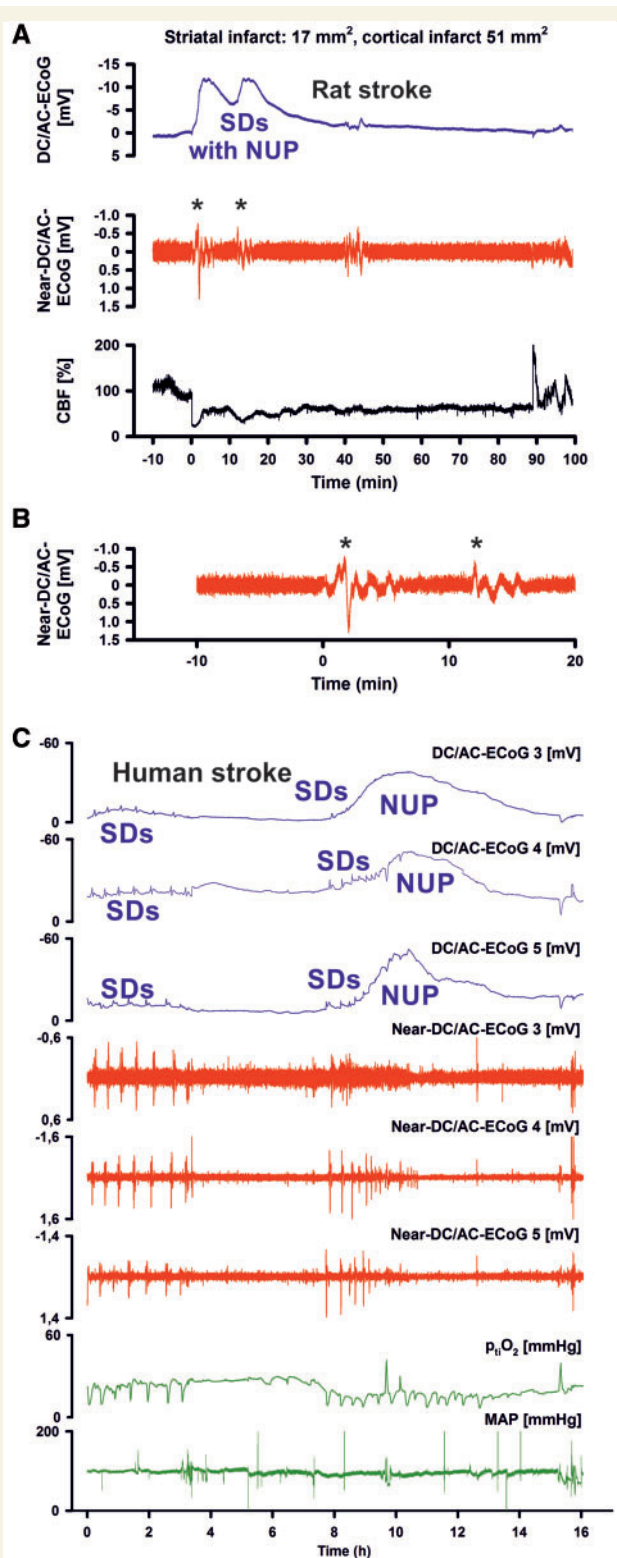 A
Striatal infarct: 17 mm², cortical infarct 51 mm²
DC/AC-ECoG
[mV]
-15
-10
-5
0
5
Rat stroke
SDs
with NUP
Near-DC/AC-
ECoG [mV]
-1.0
-0.5
0
0.5
1.0
1.5
* *
CBF [%]
200
100
0
-10 0 10 20 30 40 50 60 70 80 90 100
Time (min)
B
Near-DC/AC-
ECoG [mV]
-1.0
-0.5
0
0.5
1.0
1.5
* *
-10 0 10 20
Time (min)
C
-60
DC/AC-ECoG 3 [mV]
Human stroke
SDs
NUP
SDs
0
-60
DC/AC-ECoG 4 [mV]
SDs
NUP
SDs
0
-60
DC/AC-ECoG 5 [mV]
SDs
SDs
NUP
0
Near-DC/AC-ECoG 3 [mV]
-0,6
0,6
Near-DC/AC-ECoG 4 [mV]
-1,6
1,6
Near-DC/AC-ECoG 5 [mV]
-1,4
1,4
ptiO2 [mmHg]
60
0
MAP [mmHg]
200
0
0 2 4 6 8 10 12 14 16
Time (h)